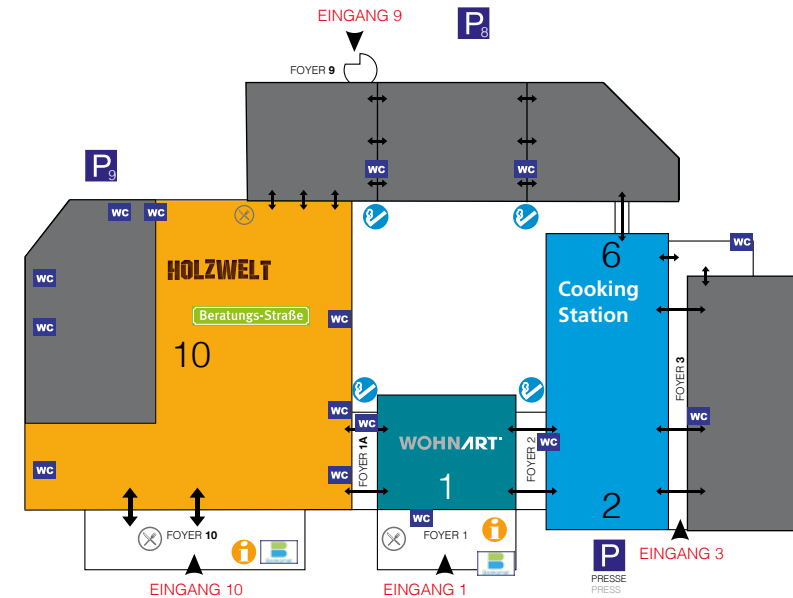 EINGANG 9
P8
FOYER 9
WC
WC
P9
WC
WC
HOLZWELT
6
WC
Cooking
Station
WC
Beratungs-Straße
WC
WC
10
FOYER 3
WC
WC
WC
FOYER 1A
WOHNART
FOYER 2
WC
WC
WC
1
2
WC
FOYER 10
i
FOYER 1
i
P
EINGANG 3
PRESSE
PRESS
EINGANG 10
EINGANG 1